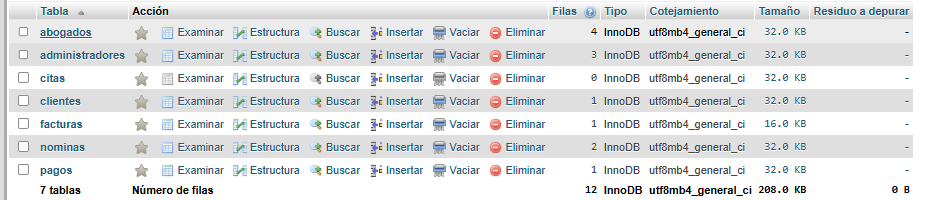 Tabla Acción Filas Tipo Cotejamiento Tamaño Residuo a depurar
abogados Examinar Estructura Buscar Insertar Vaciar Eliminar 4 InnoDB utf8mb4_general_ci 32.0 KB -
administradores Examinar Estructura Buscar Insertar Vaciar Eliminar 3 InnoDB utf8mb4_general_ci 32.0 KB -
citas Examinar Estructura Buscar Insertar Vaciar Eliminar 0 InnoDB utf8mb4_general_ci 32.0 KB -
clientes Examinar Estructura Buscar Insertar Vaciar Eliminar 1 InnoDB utf8mb4_general_ci 32.0 KB -
facturas Examinar Estructura Buscar Insertar Vaciar Eliminar 1 InnoDB utf8mb4_general_ci 16.0 KB -
nominas Examinar Estructura Buscar Insertar Vaciar Eliminar 2 InnoDB utf8mb4_general_ci 32.0 KB -
pagos Examinar Estructura Buscar Insertar Vaciar Eliminar 1 InnoDB utf8mb4_general_ci 32.0 KB -
7 tablas Número de filas 12 InnoDB utf8mb4_general_ci 208.0 KB 0 B